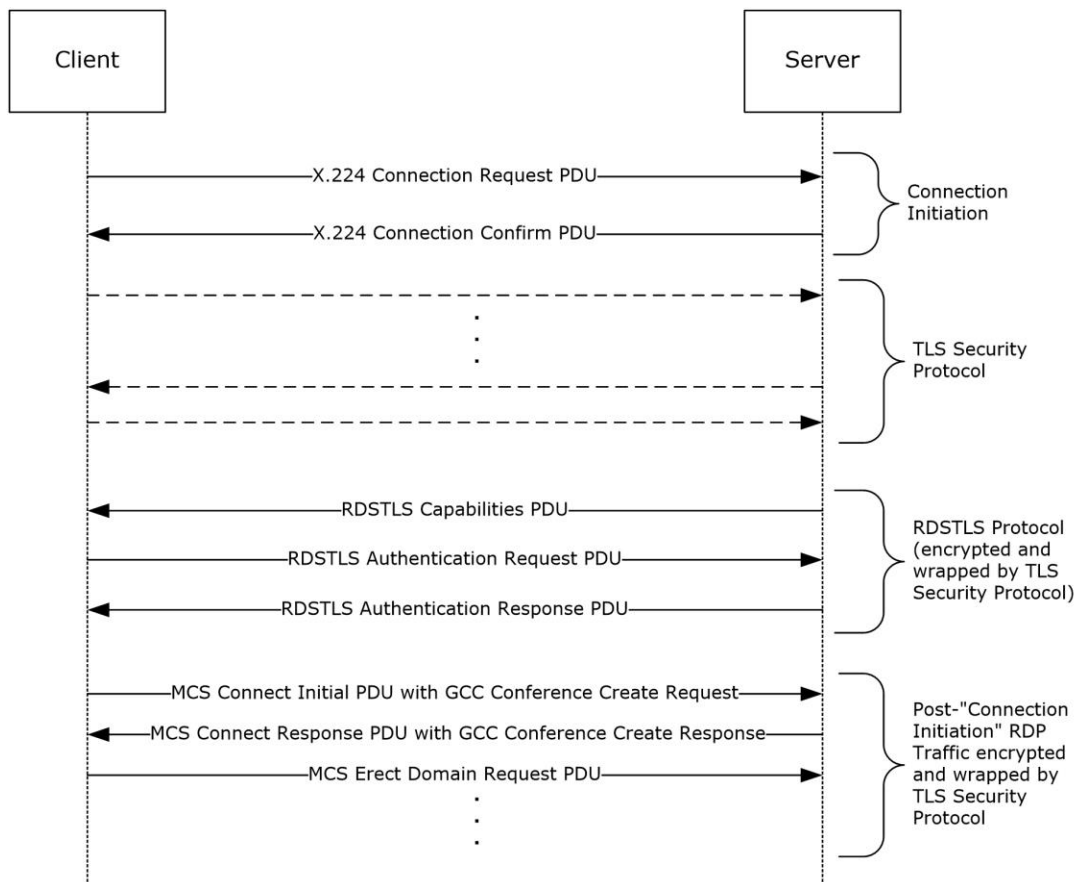 Client
Server
X.224 Connection Request PDU
X.224 Connection Confirm PDU
Connection
Initiation
TLS Security
Protocol
RDSTLS Capabilities PDU
RDSTLS Authentication Request PDU
RDSTLS Authentication Response PDU
RDSTLS Protocol
(encrypted and
wrapped by TLS
Security Protocol)
MCS Connect Initial PDU with GCC Conference Create Request
MCS Connect Response PDU with GCC Conference Create Response
MCS Erect Domain Request PDU
Post-"Connection
Initiation" RDP
Traffic encrypted
and wrapped by
TLS Security
Protocol